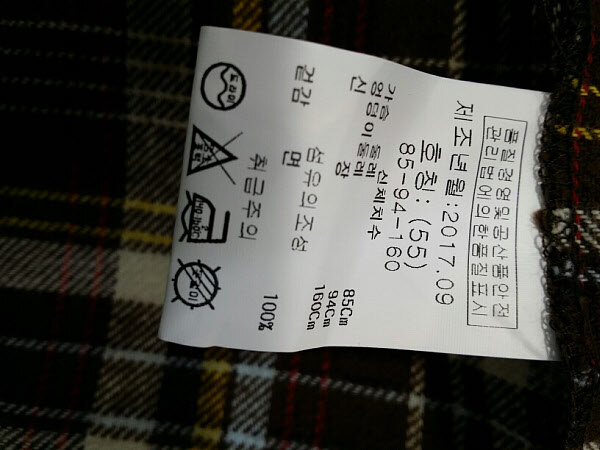 품질경영및공산품안전
관리법에의한품질표시
제조년월:2017.09
호칭: (55)
85-94-160
신체치수
가슴둘레 85Cm
엉덩이둘레 94Cm
신장 160Cm
섬유의조성
겉감 면 100%
취급주의
드라이